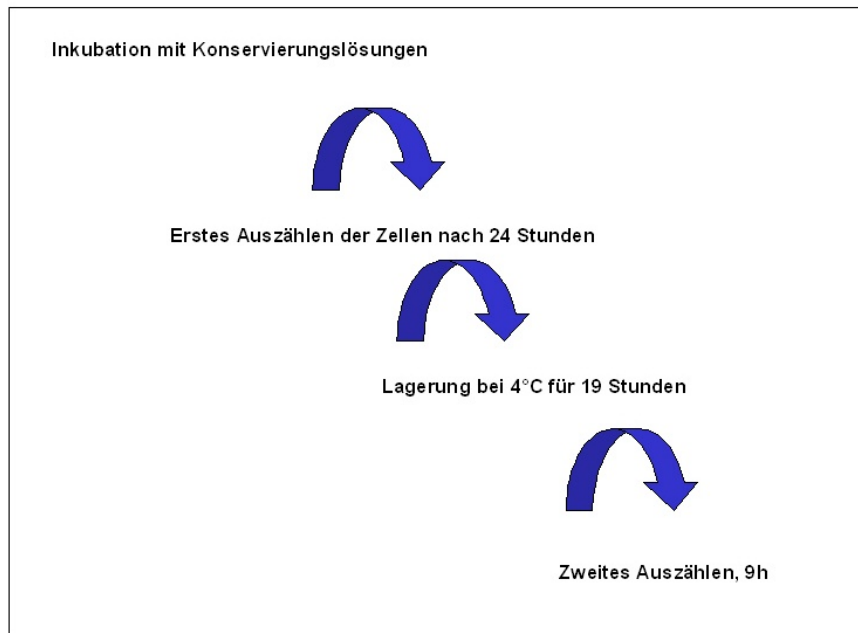 Inkubation mit Konservierungslösungen
Erstes Auszählen der Zellen nach 24 Stunden
Lagerung bei 4°C für 19 Stunden
Zweites Auszählen, 9h